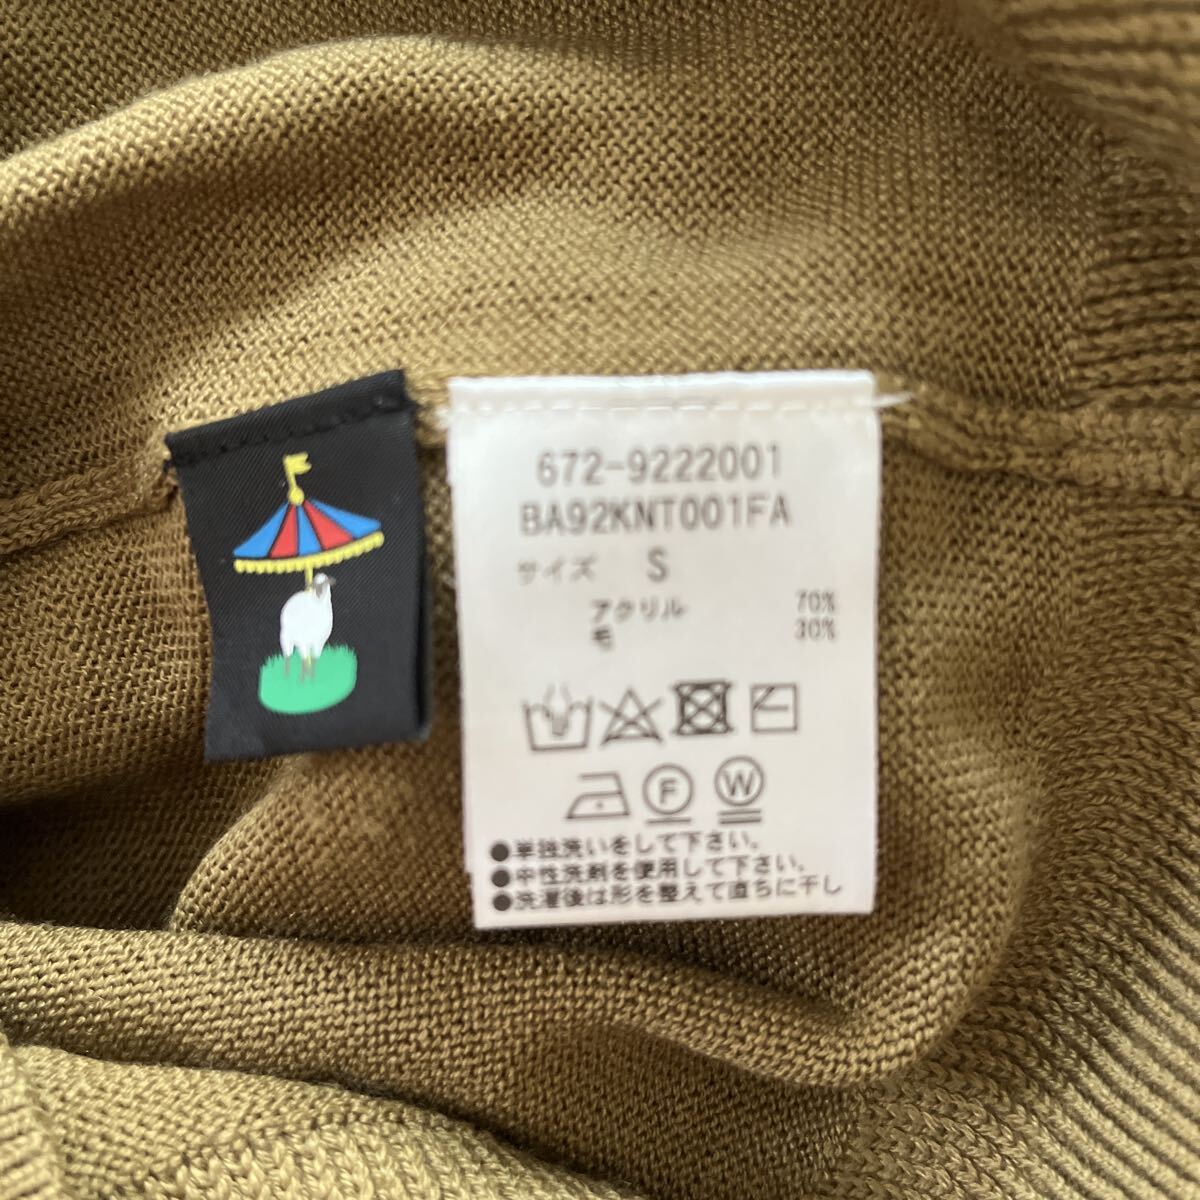 672-9222001
BA92KNT001FA
サイズ S
アクリル 70%
毛 30%
F W
●単独洗いをして下さい。
●中性洗剤を使用して下さい。
●洗濯後は形を整えて直ちに干し